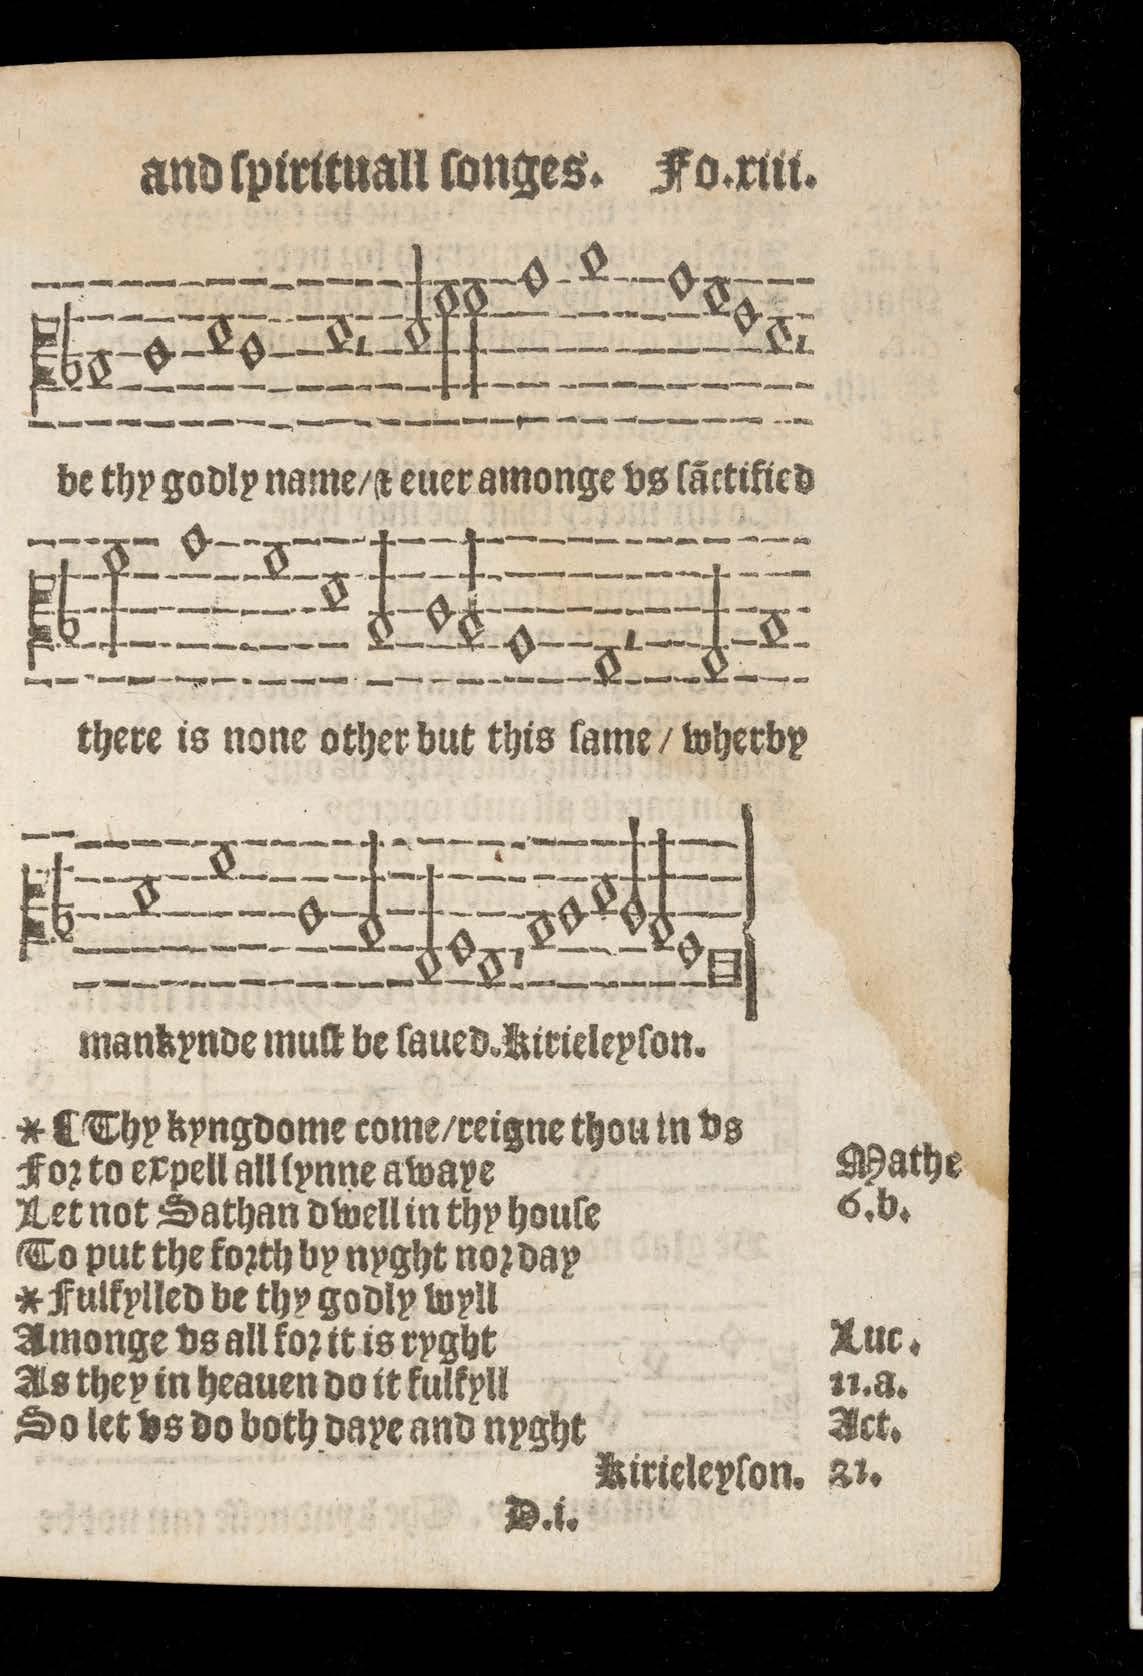 and ſpirituall ſonges. Fo.xiii.
be thy godly name/ & euer amonge vs ſāctified
there is none other but this ſame / wherby
mankynde muſt be ſaued. Kirieleyſon.
* ¶ Thy kyngdome come/reigne thou in vs
For to expell all ſynne awaye
Mathe
Let not Sathan dwell in thy houſe
6.b.
To put the forth by nyght nor day
* Fulfylled be thy godly wyll
Amonge vs all for it is ryght
Luc.
As they in heauen do it fulfyll
11.a.
So let vs do both daye and nyght
Act.
Kirieleyſon.
21.
D.i.